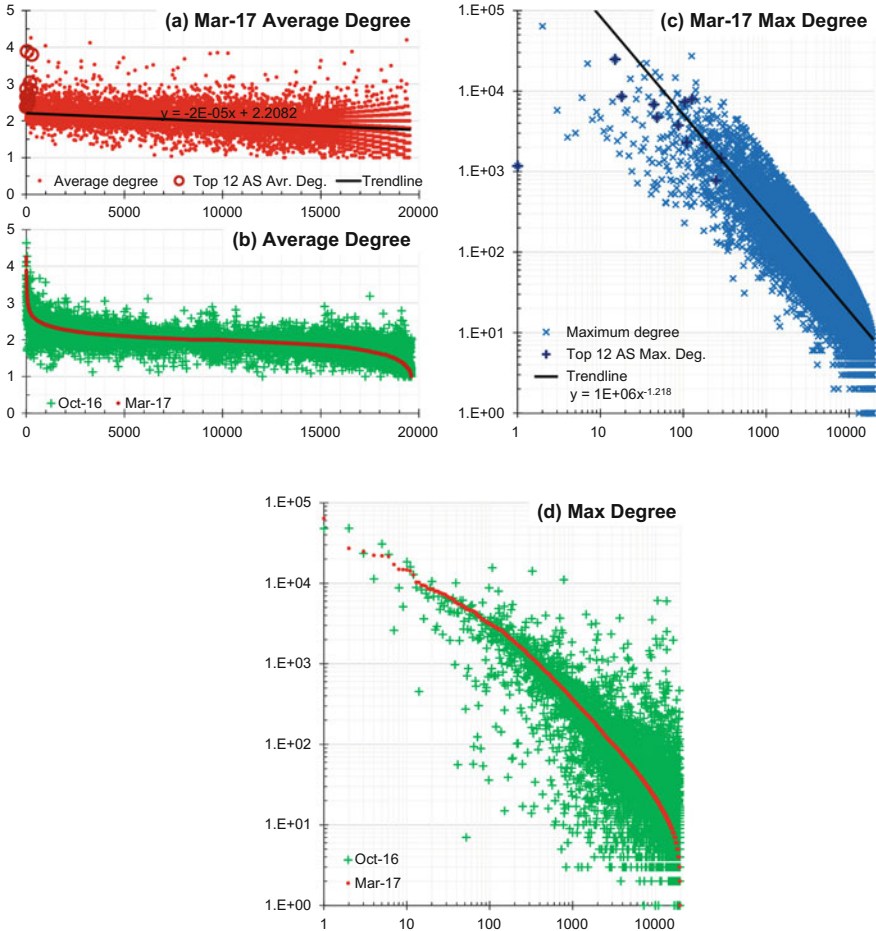 (a) Mar-17 Average Degree
5
4
3
2
1
0
y = -2E-05x + 2.2082
Average degree
Top 12 AS Avr. Deg.
Trendline
0 5000 10000 15000 20000
(b) Average Degree
5
4
3
2
1
0
Oct-16 Mar-17
0 5000 10000 15000 20000
(c) Mar-17 Max Degree
1.E+05
1.E+04
1.E+03
1.E+02
1.E+01
1.E+00
Maximum degree
Top 12 AS Max. Deg.
Trendline
y = 1E+06x-1.218
1 10 100 1000 10000
(d) Max Degree
1.E+05
1.E+04
1.E+03
1.E+02
1.E+01
1.E+00
Oct-16
Mar-17
1 10 100 1000 10000